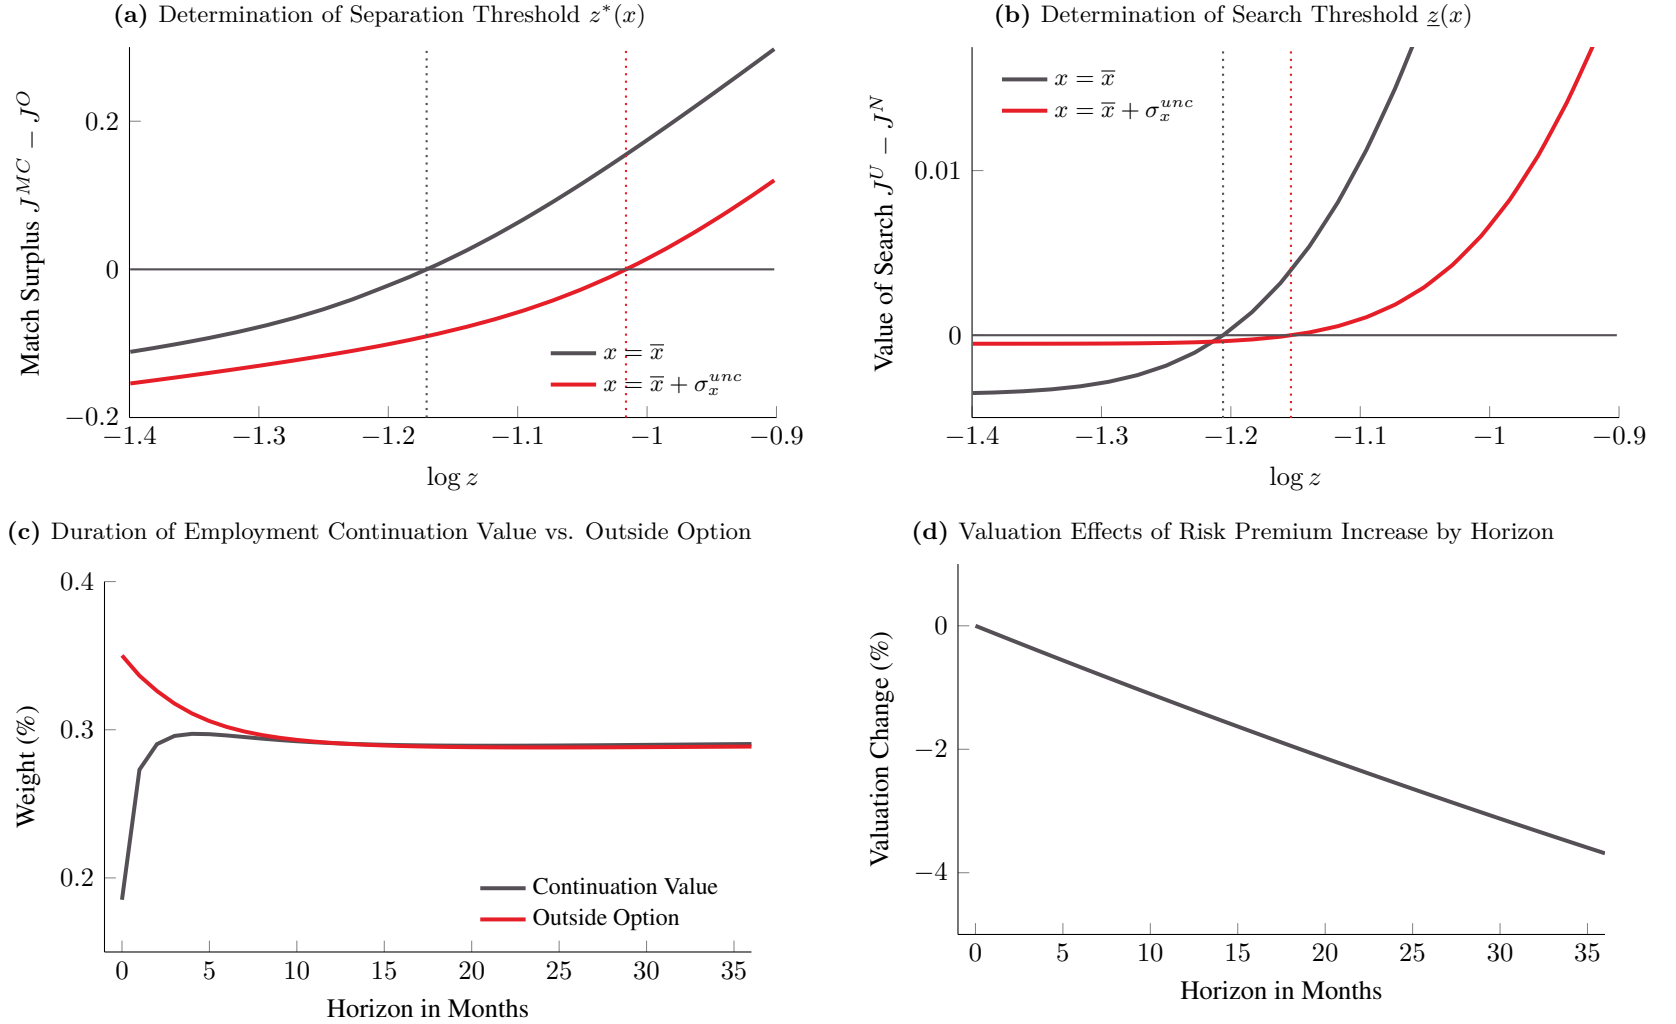 (a) Determination of Separation Threshold z*(x)
Match Surplus J^{MC} − J^O
0.2
0
−0.2
−1.4 −1.3 −1.2 −1.1 −1 −0.9
log z
x = x̅
x = x̅ + σ_x^{unc}
(b) Determination of Search Threshold z̲(x)
Value of Search J^U − J^N
0.01
0
−1.4 −1.3 −1.2 −1.1 −1 −0.9
log z
x = x̅
x = x̅ + σ_x^{unc}
(c) Duration of Employment Continuation Value vs. Outside Option
Weight (%)
0.4
0.3
0.2
0 5 10 15 20 25 30 35
Horizon in Months
Continuation Value
Outside Option
(d) Valuation Effects of Risk Premium Increase by Horizon
Valuation Change (%)
0
−2
−4
0 5 10 15 20 25 30 35
Horizon in Months